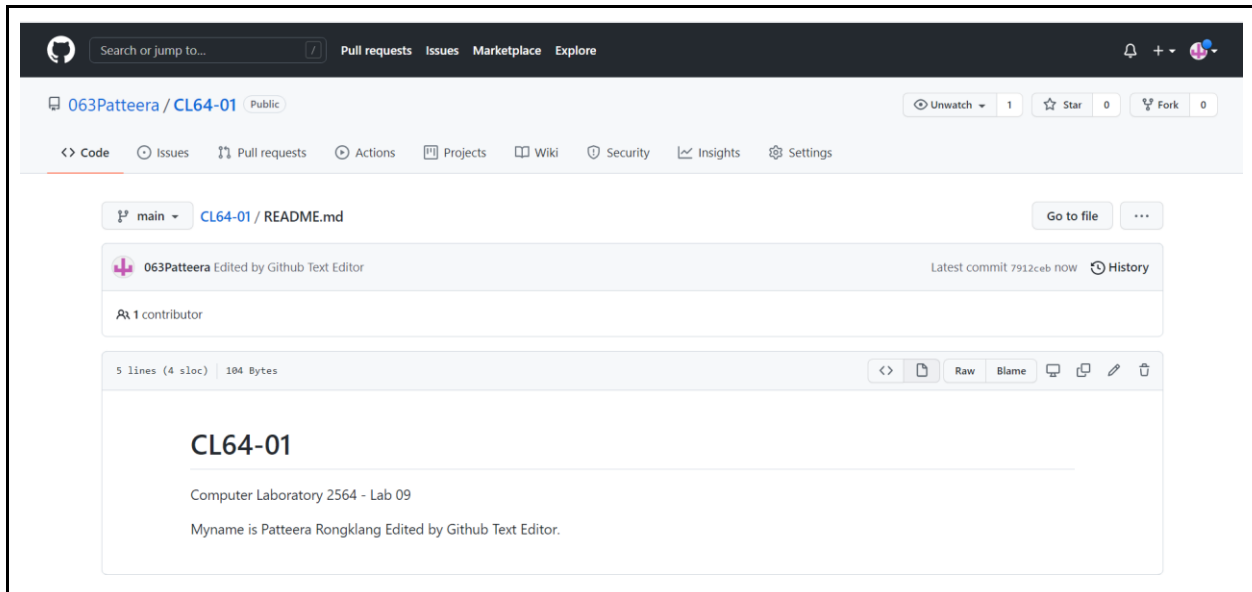 Search or jump to... / Pull requests Issues Marketplace Explore
063Patteera / CL64-01 Public Unwatch 1 Star 0 Fork 0
<> Code Issues Pull requests Actions Projects Wiki Security Insights Settings
main CL64-01 / README.md Go to file ...
063Patteera Edited by Github Text Editor Latest commit 7912ceb now History
1 contributor
5 lines (4 sloc) 104 Bytes <> Raw Blame
CL64-01
Computer Laboratory 2564 - Lab 09
Myname is Patteera Rongklang Edited by Github Text Editor.